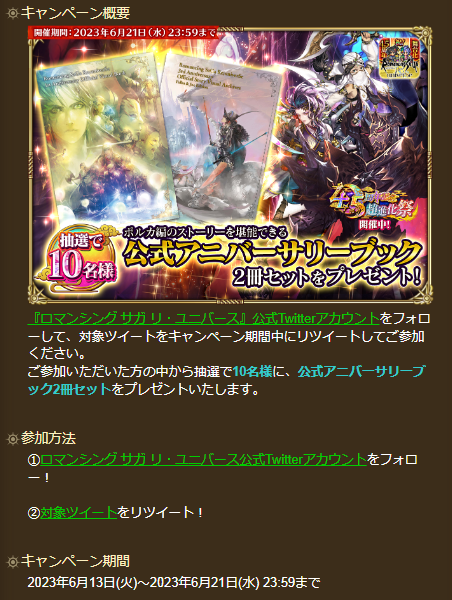 キャンペーン概要
開催期間：2023年6月21日（水）23:59まで
4.5周年記念
超進化祭
開催中!
抽選で
10名様
ポルカ編のストーリーを堪能できる
公式アニバーサリーブック
2冊セットをプレゼント!
『ロマンシング サガ リ・ユニバース』公式Twitterアカウントをフォロ
ーして、対象ツイートをキャンペーン期間中にリツイートしてご参加
ください。
ご参加いただいた方の中から抽選で10名様に、公式アニバーサリーブ
ック2冊セットをプレゼントいたします。
参加方法
①ロマンシング サガ リ・ユニバース公式Twitterアカウントをフォロ
ー！
②対象ツイートをリツイート！
キャンペーン期間
2023年6月13日(火)～2023年6月21日(水) 23:59まで